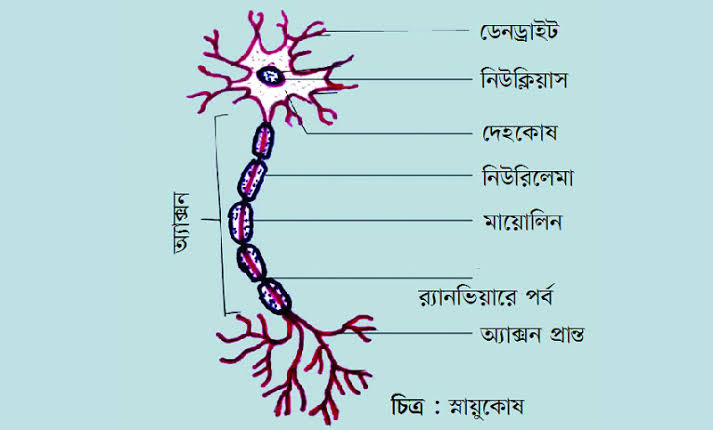 ডেনড্রাইট
নিউক্লিয়াস
দেহকোষ
নিউরিলেমা
মায়োলিন
র‍্যানভিয়ারে পর্ব
অ্যাক্সন প্রান্ত
অ্যাক্সন
চিত্র : স্নায়ুকোষ